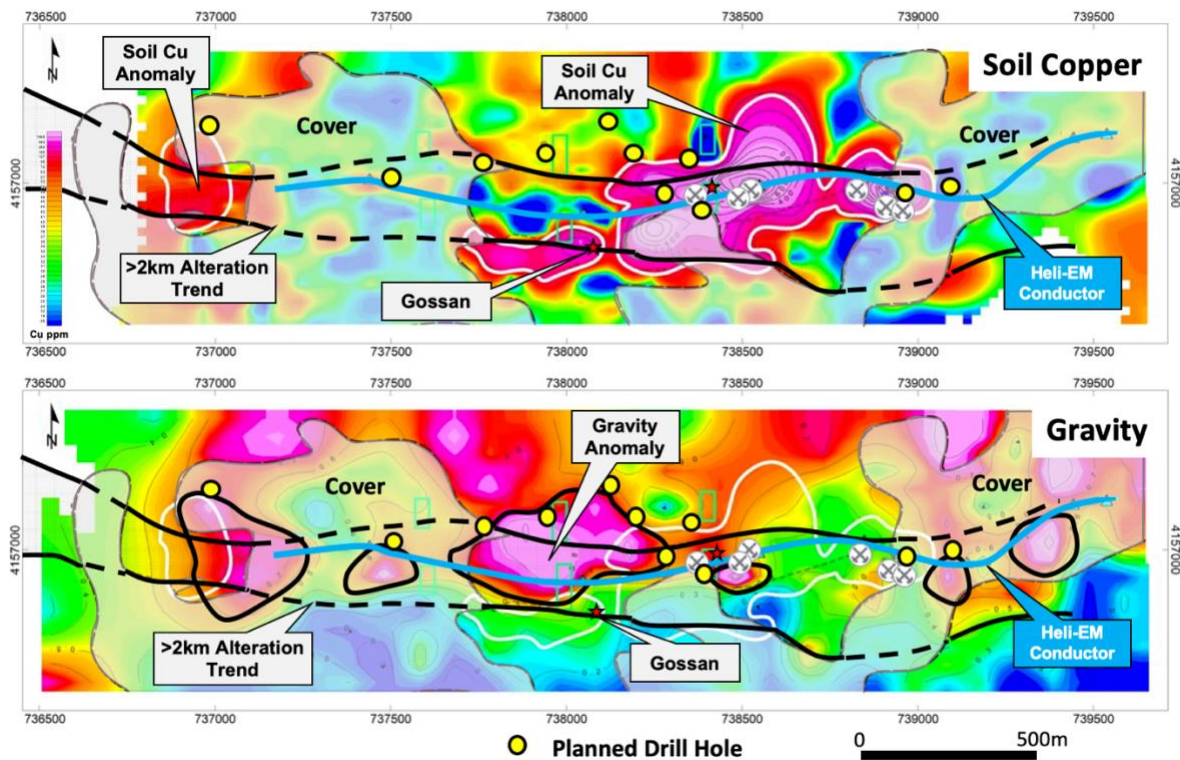 736500 737000 737500 738000 738500 739000 739500
N
Soil Cu
Anomaly
Soil Cu
Anomaly
Soil Copper
Cover
Cover
4157000
4157000
>2km Alteration
Trend
Gossan
Heli-EM
Conductor
Cu ppm
736500 737000 737500 738000 738500 739000 739500
736500 737000 737500 738000 738500 739000 739500
N
Gravity
Anomaly
Gravity
Cover
Cover
4157000
4157000
>2km Alteration
Trend
Gossan
Heli-EM
Conductor
736500 737000 737500 738000 738500 739000 739500
Planned Drill Hole
0 500m